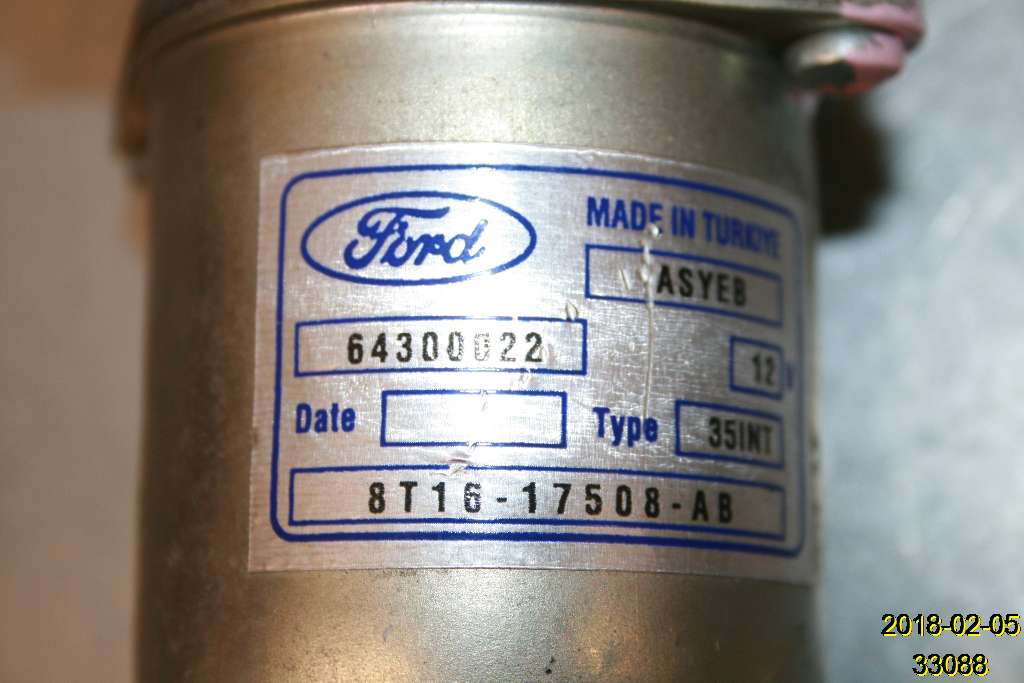 Ford
MADE IN TURKIYE
ASYEB
64300022
12 V
Date
Type 35INT
8T16-17508-AB
2018-02-05
33088